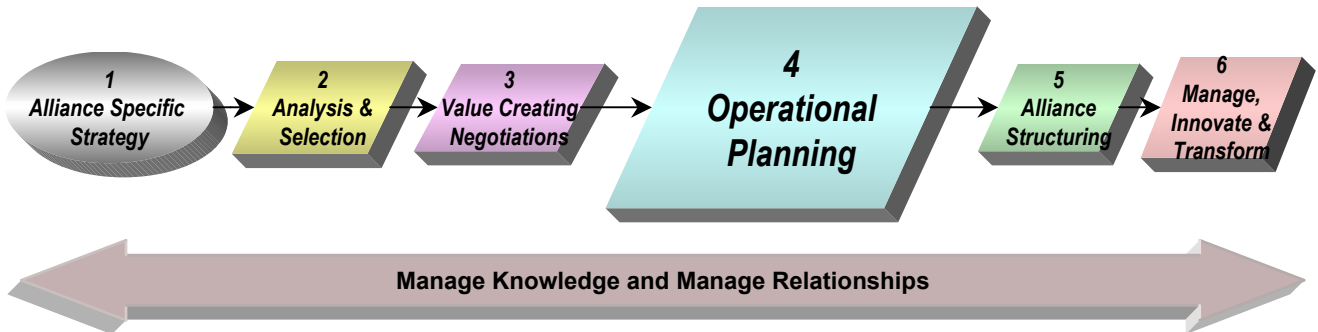 1
Alliance Specific
Strategy
2
Analysis &
Selection
3
Value Creating
Negotiations
4
Operational
Planning
5
Alliance
Structuring
6
Manage,
Innovate &
Transform
Manage Knowledge and Manage Relationships